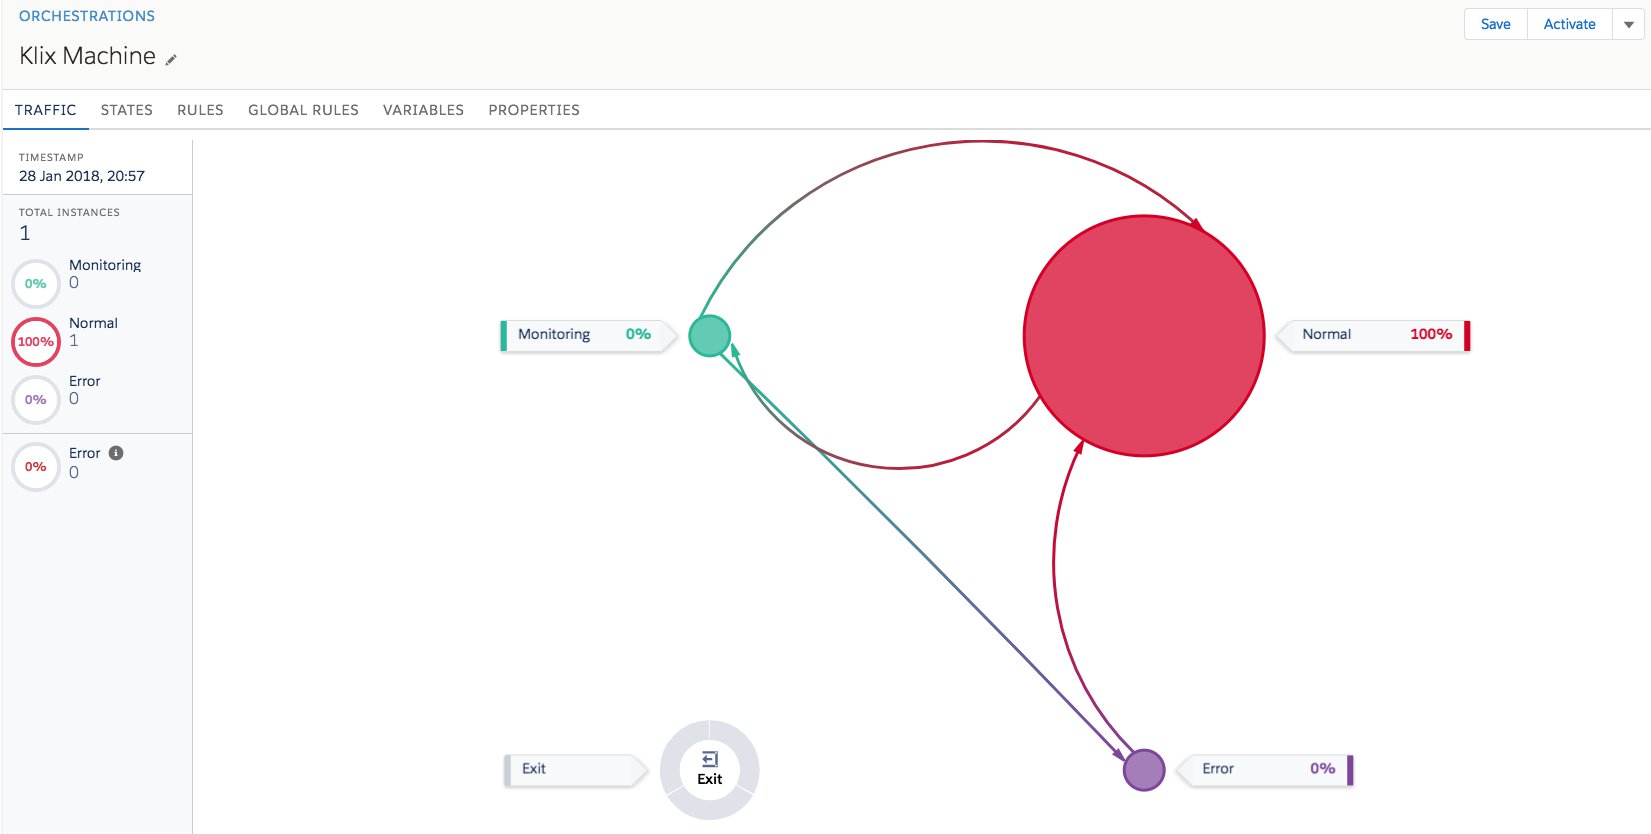 ORCHESTRATIONS
Klix Machine
Save
Activate
TRAFFIC
STATES
RULES
GLOBAL RULES
VARIABLES
PROPERTIES
TIMESTAMP
28 Jan 2018, 20:57
TOTAL INSTANCES
1
0%
Monitoring
0
100%
Normal
1
0%
Error
0
0%
Error
0
Monitoring 0%
Normal 100%
Exit
Exit
Error 0%